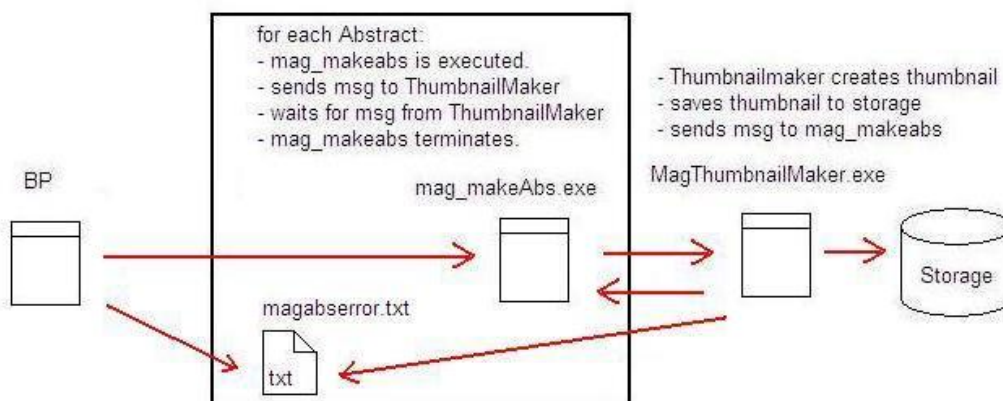 for each Abstract:
- mag_makeabs is executed.
- sends msg to ThumbnailMaker
- waits for msg from ThumbnailMaker
- mag_makeabs terminates.
- Thumbnailmaker creates thumbnail
- saves thumbnail to storage
- sends msg to mag_makeabs
BP
mag_makeAbs.exe
MagThumbnailMaker.exe
Storage
magabserror.txt
txt